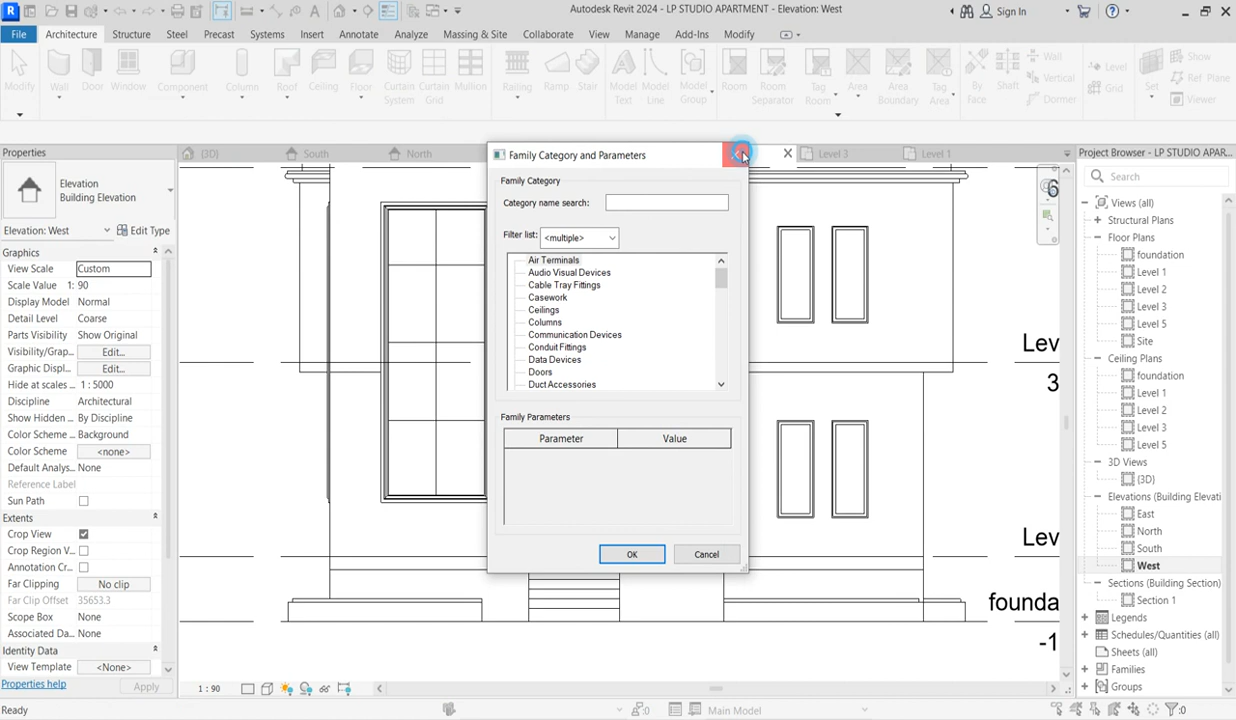 Autodesk Revit 2024 - LP STUDIO APARTMENT - Elevation: West
Sign In
File Architecture Structure Steel Precast Systems Insert Annotate Analyze Massing & Site Collaborate View Manage Add-Ins Modify
Modify Wall Door Window Component Column Roof Ceiling Floor Curtain System Curtain Grid Mullion Railing Ramp Stair Model Text Model Line Model Group Room Room Separator Tag Room Area Area Boundary Tag Area By Face Shaft Wall Vertical Dormer Level Grid Set Show Ref Plane Viewer
Properties
{3D} South North Level 3 Level 1
Project Browser - LP STUDIO APAR...
Elevation
Building Elevation
Elevation: West
Edit Type
Graphics
View Scale Custom
Scale Value 1: 90
Display Model Normal
Detail Level Coarse
Parts Visibility Show Original
Visibility/Grap... Edit...
Graphic Displ... Edit...
Hide at scales ... 1 : 5000
Discipline Architectural
Show Hidden ... By Discipline
Color Scheme ... Background
Color Scheme <none>
Default Analys... None
Reference Label
Sun Path
Extents
Crop View
Crop Region V...
Annotation Cr...
Far Clipping No clip
Far Clip Offset 35653.3
Scope Box None
Associated Da... None
Identity Data
View Template <None>
Properties help
Apply
Family Category and Parameters
Family Category
Category name search:
Filter list: <multiple>
Air Terminals
Audio Visual Devices
Cable Tray Fittings
Casework
Ceilings
Columns
Communication Devices
Conduit Fittings
Data Devices
Doors
Duct Accessories
Family Parameters
Parameter Value
OK Cancel
6
Lev
3
Lev
founda
-1
Search
Views (all)
Structural Plans
Floor Plans
foundation
Level 1
Level 2
Level 3
Level 5
Site
Ceiling Plans
foundation
Level 1
Level 2
Level 3
Level 5
3D Views
{3D}
Elevations (Building Elevati
East
North
South
West
Sections (Building Section)
Section 1
Legends
Schedules/Quantities (all)
Sheets (all)
Families
Groups
1 : 90
Ready
:0
Main Model
:0